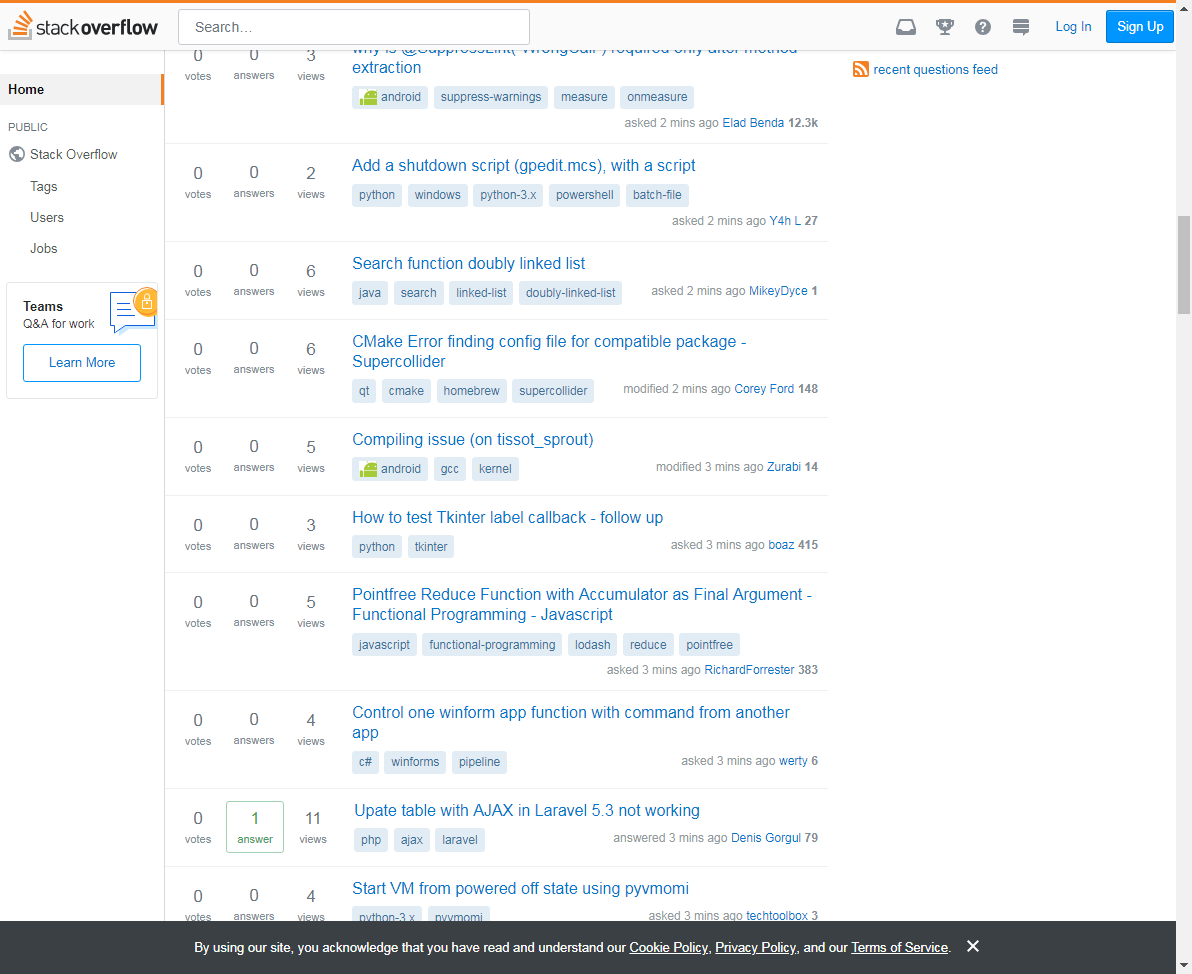 stackoverflow
Search…
Log In
Sign Up
Home
PUBLIC
Stack Overflow
Tags
Users
Jobs
Teams
Q&A for work
Learn More
0 votes 0 answers 3 views
why is @SuppressLint("WrongCall") required only after method
extraction
android suppress-warnings measure onmeasure
asked 2 mins ago Elad Benda 12.3k
0 votes 0 answers 2 views
Add a shutdown script (gpedit.mcs), with a script
python windows python-3.x powershell batch-file
asked 2 mins ago Y4h L 27
0 votes 0 answers 6 views
Search function doubly linked list
java search linked-list doubly-linked-list
asked 2 mins ago MikeyDyce 1
0 votes 0 answers 6 views
CMake Error finding config file for compatible package -
Supercollider
qt cmake homebrew supercollider
modified 2 mins ago Corey Ford 148
0 votes 0 answers 5 views
Compiling issue (on tissot_sprout)
android gcc kernel
modified 3 mins ago Zurabi 14
0 votes 0 answers 3 views
How to test Tkinter label callback - follow up
python tkinter
asked 3 mins ago boaz 415
0 votes 0 answers 5 views
Pointfree Reduce Function with Accumulator as Final Argument -
Functional Programming - Javascript
javascript functional-programming lodash reduce pointfree
asked 3 mins ago RichardForrester 383
0 votes 0 answers 4 views
Control one winform app function with command from another
app
c# winforms pipeline
asked 3 mins ago werty 6
0 votes 1 answer 11 views
Upate table with AJAX in Laravel 5.3 not working
php ajax laravel
answered 3 mins ago Denis Gorgul 79
0 votes 0 answers 4 views
Start VM from powered off state using pyvmomi
python-3.x pyvmomi
asked 3 mins ago techtoolbox 3
recent questions feed
By using our site, you acknowledge that you have read and understand our Cookie Policy, Privacy Policy, and our Terms of Service.